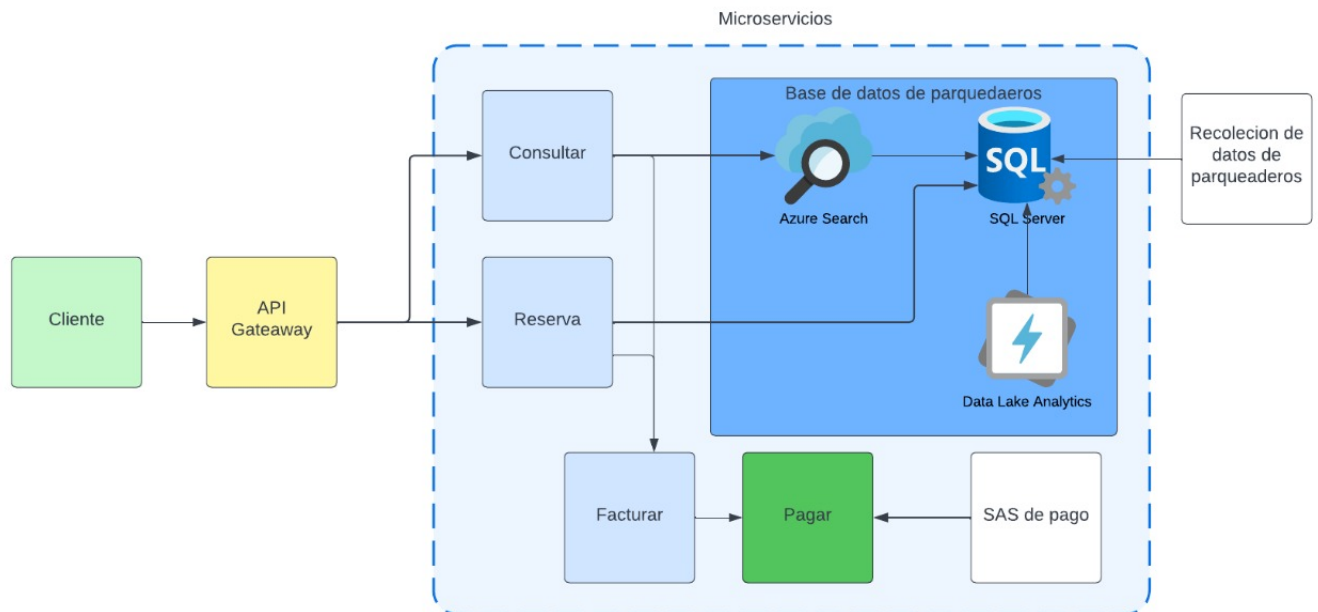 Microservicios
Base de datos de parquedaeros
Consultar
SQL
Recolecion de
datos de
parqueaderos
Azure Search
SQL Server
Cliente
API
Gateaway
Reserva
Data Lake Analytics
Facturar
Pagar
SAS de pago